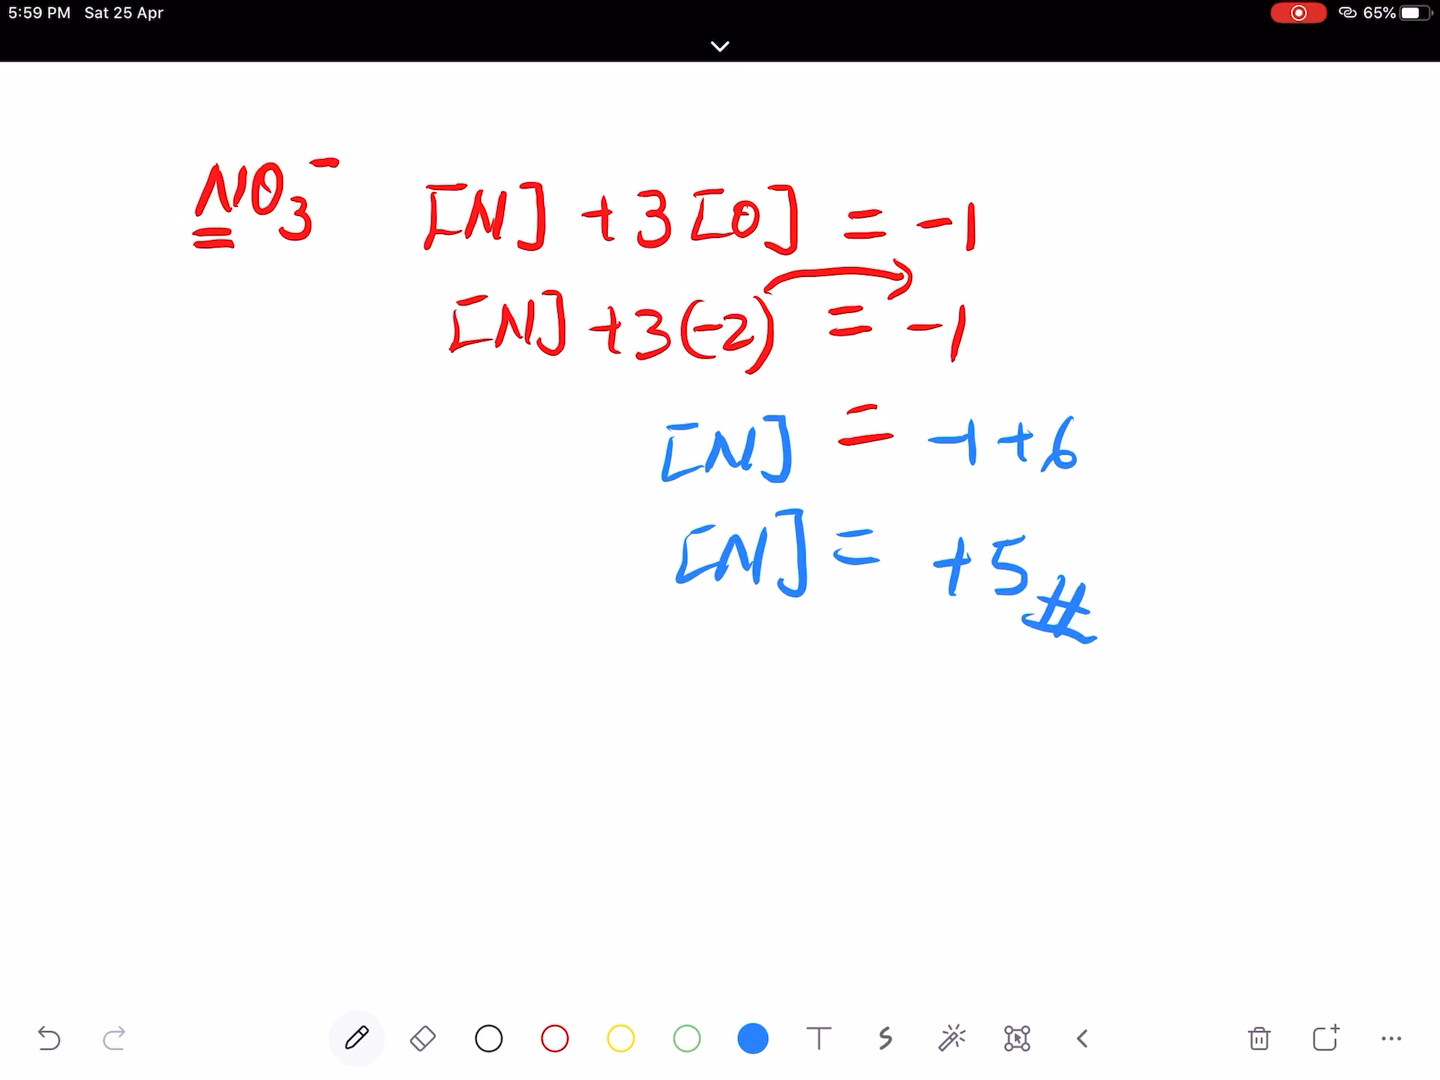 5:59 PM Sat 25 Apr 65%
NO₃⁻ [N] + 3[O] = -1
[N] + 3(-2) = -1
[N] = -1+6
[N] = +5 #
T